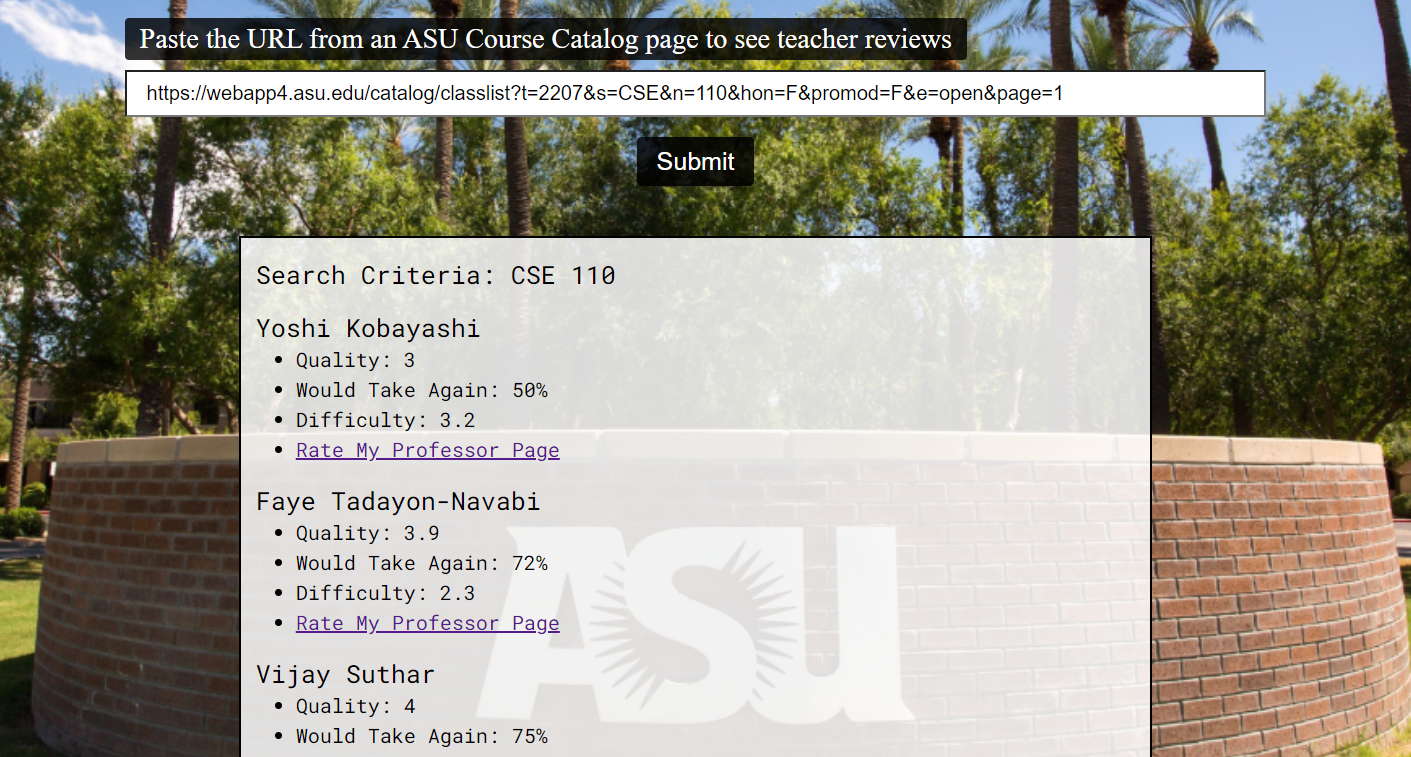 Paste the URL from an ASU Course Catalog page to see teacher reviews
https://webapp4.asu.edu/catalog/classlist?t=2207&s=CSE&n=110&hon=F&promod=F&e=open&page=1
Submit
Search Criteria: CSE 110
Yoshi Kobayashi
Quality: 3
Would Take Again: 50%
Difficulty: 3.2
Rate My Professor Page
Faye Tadayon-Navabi
Quality: 3.9
Would Take Again: 72%
Difficulty: 2.3
Rate My Professor Page
Vijay Suthar
Quality: 4
Would Take Again: 75%
ASU